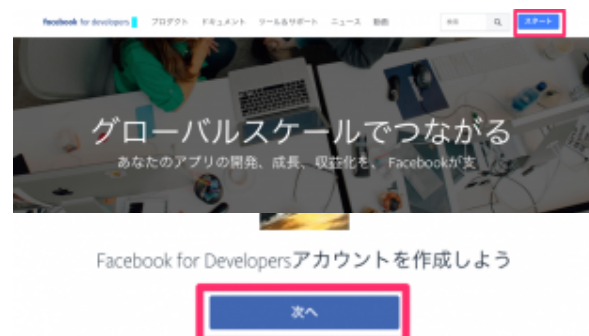 facebook for developers プロダクト ドキュメント ツール&サポート ニュース 動画 検索 スタート
グローバルスケールでつながる
あなたのアプリの開発、成長、収益化を、Facebookが支
Facebook for Developersアカウントを作成しよう
次へ